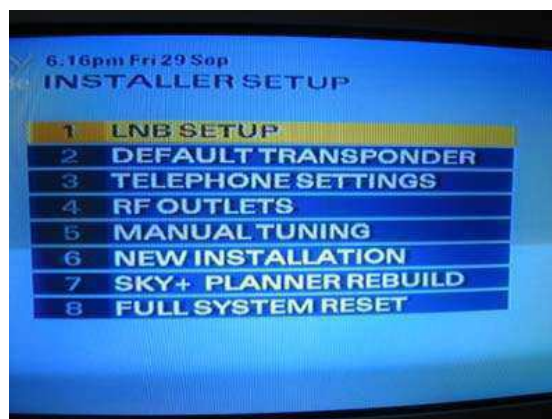 6.16pm Fri 29 Sep
INSTALLER SETUP
1 LNB SETUP
2 DEFAULT TRANSPONDER
3 TELEPHONE SETTINGS
4 RF OUTLETS
5 MANUAL TUNING
6 NEW INSTALLATION
7 SKY+ PLANNER REBUILD
8 FULL SYSTEM RESET